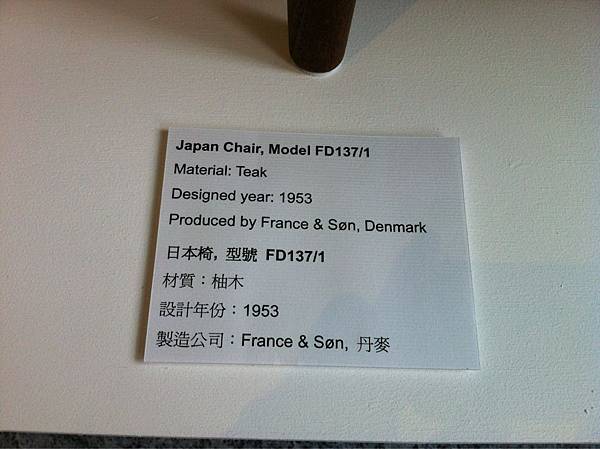 Japan Chair, Model FD137/1
Material: Teak
Designed year: 1953
Produced by France & Søn, Denmark
日本椅, 型號 FD137/1
材質：柚木
設計年份：1953
製造公司：France & Søn, 丹麥